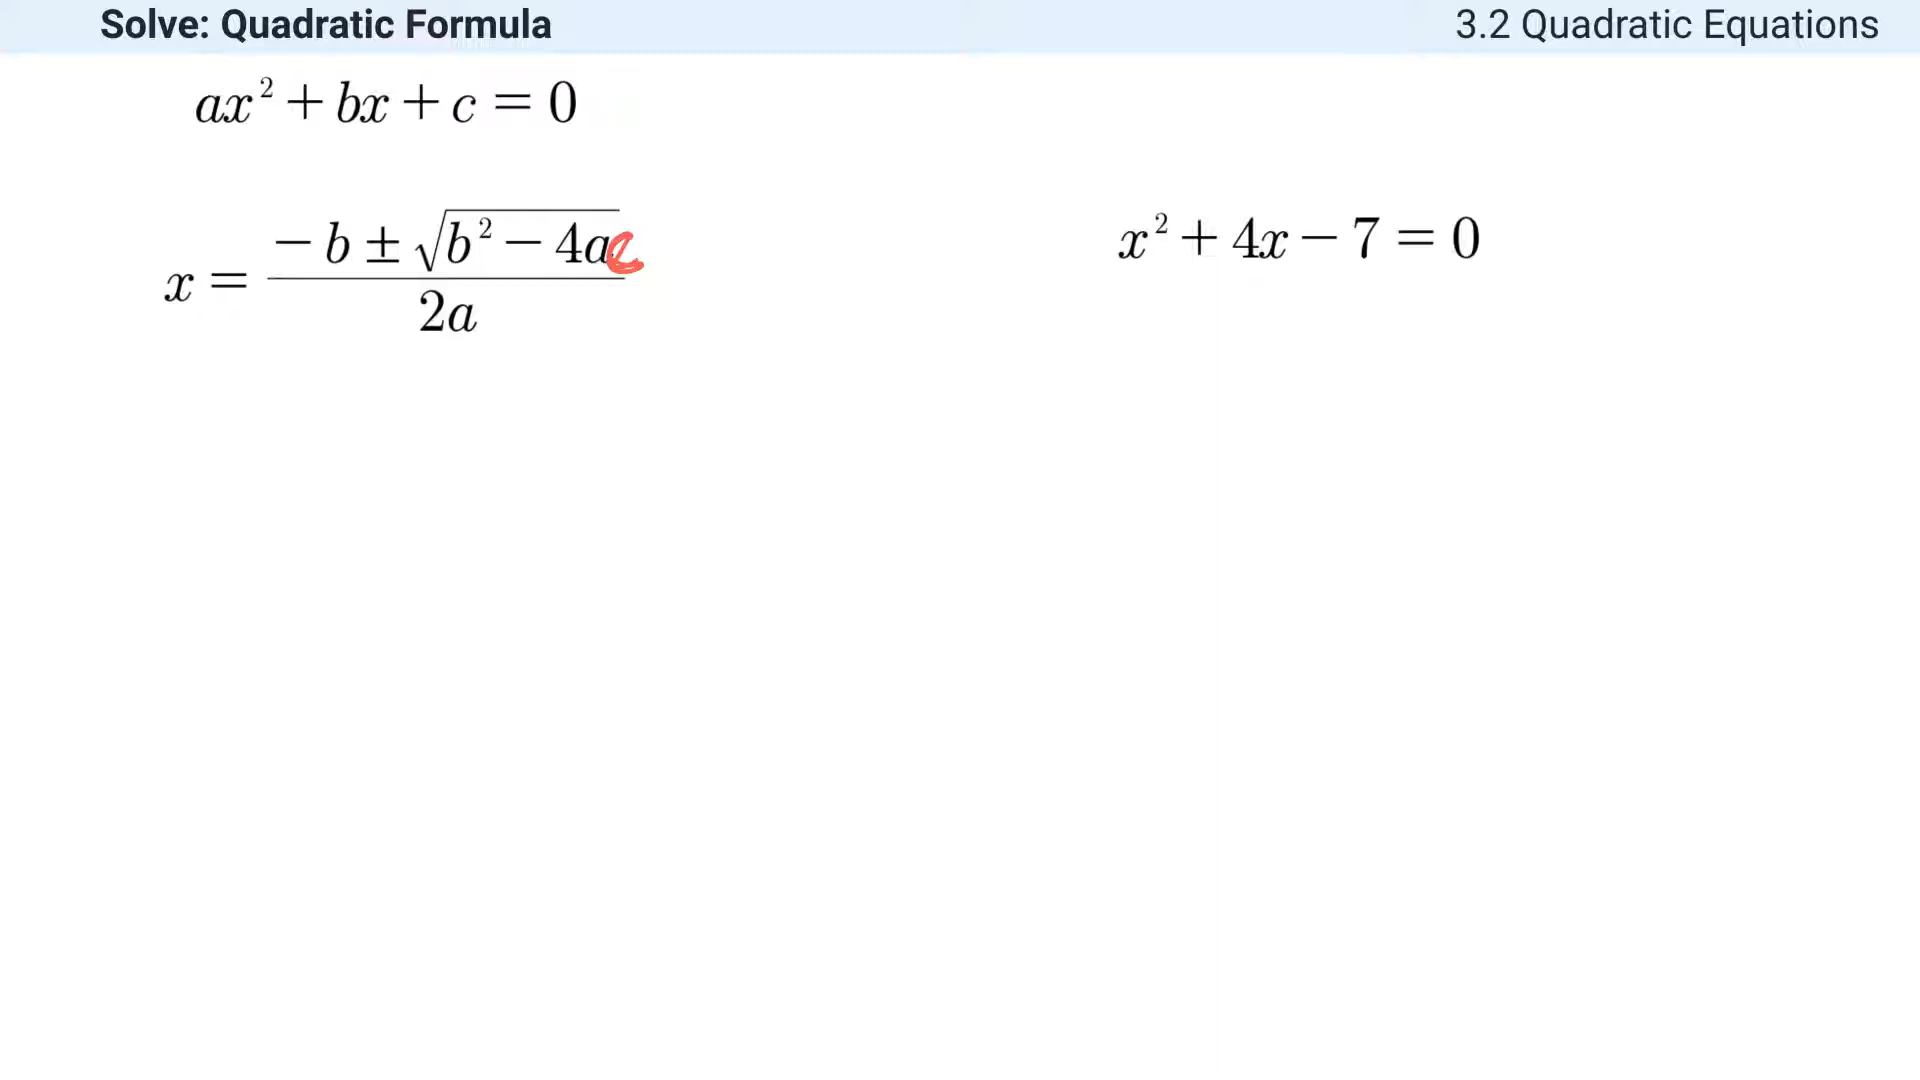 Solve: Quadratic Formula
3.2 Quadratic Equations
ax² + bx + c = 0
x = (−b ± √(b² − 4ac)) / 2a
x² + 4x − 7 = 0